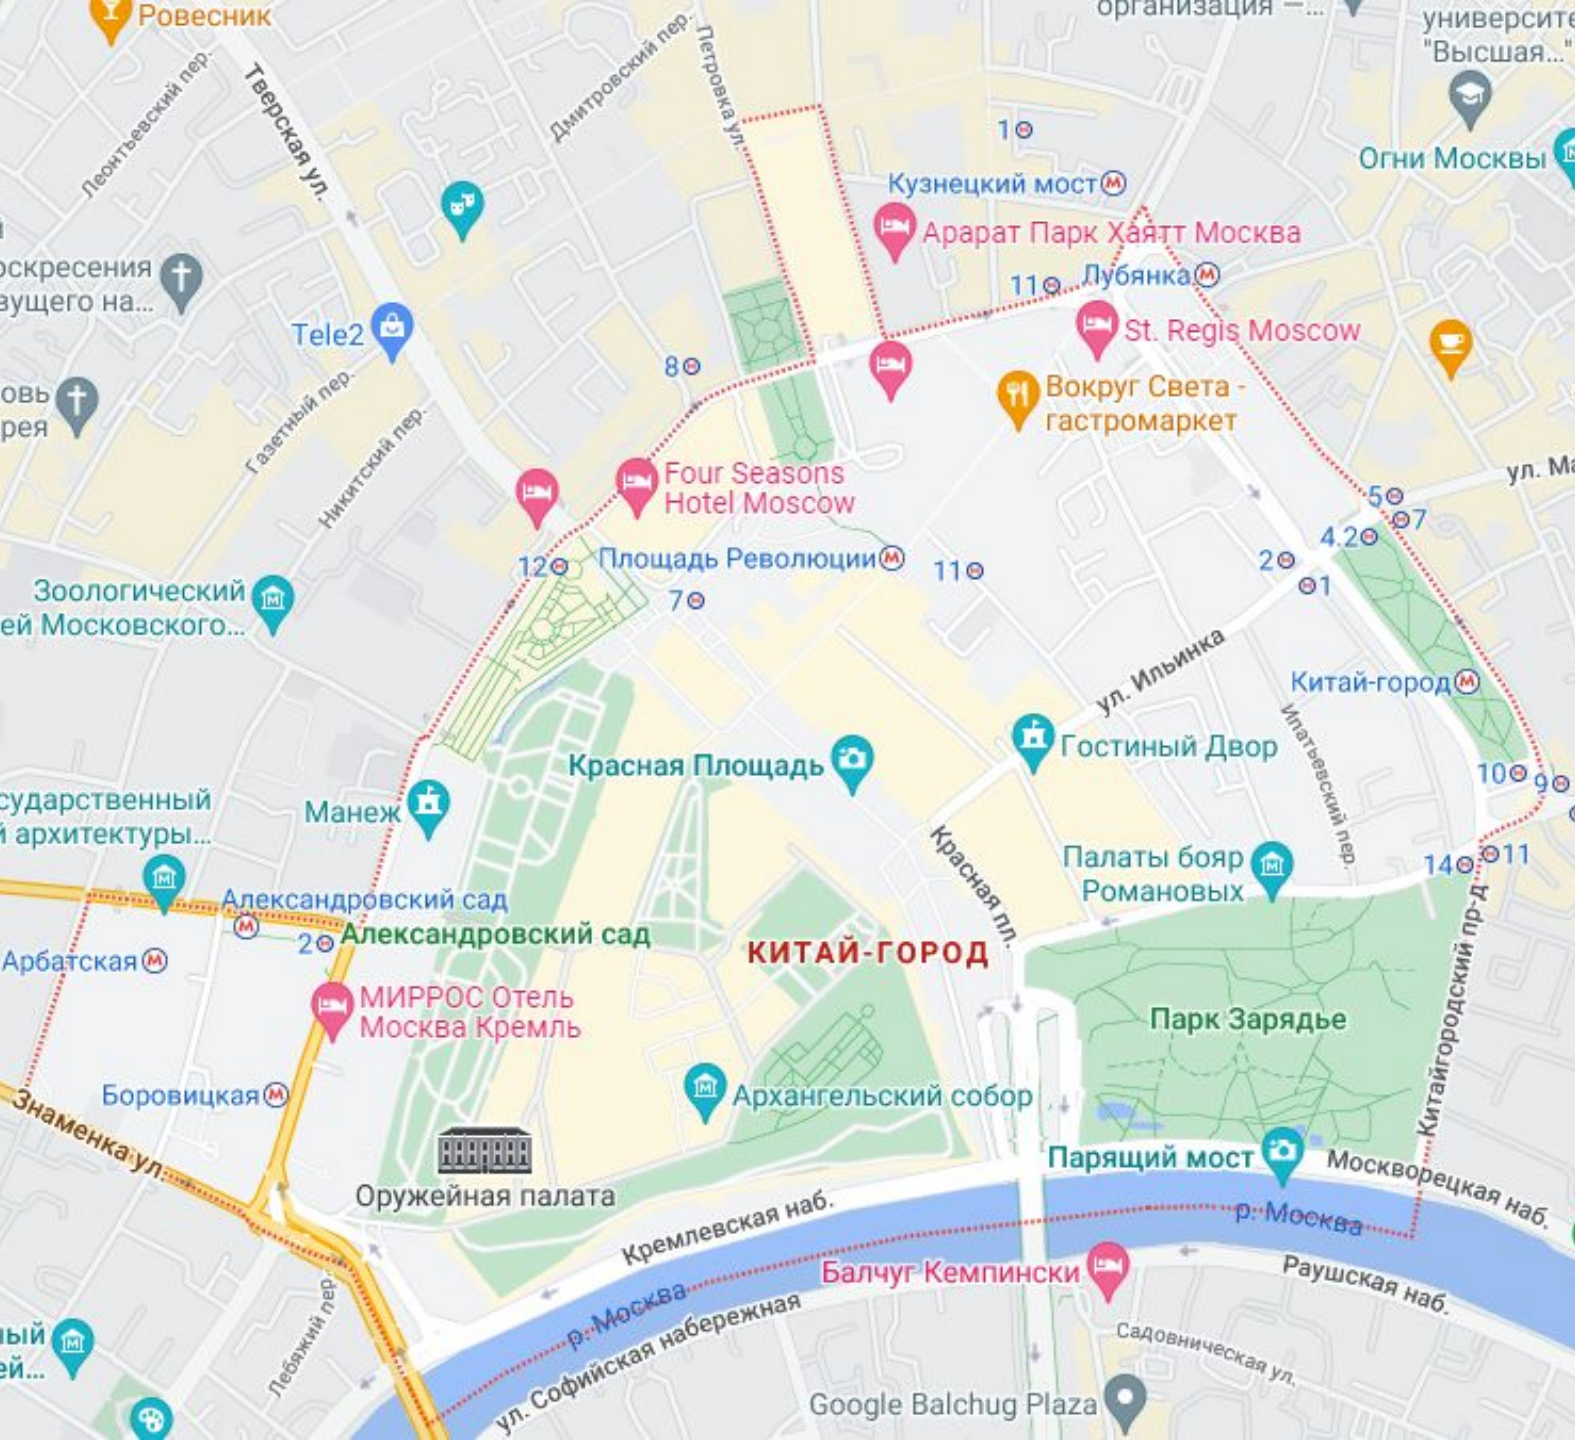 Ровесник
организация —...
университе
"Высшая..."
Леонтьевский пер.
Тверская ул.
Дмитровский пер.
Петровка ул.
1
Огни Москвы
Кузнецкий мост
Арарат Парк Хаятт Москва
оскресения
вущего на...
11
Лубянка
Tele2
St. Regis Moscow
8
овь
рея
Газетный пер.
Никитский пер.
Вокруг Света -
гастромаркет
ул. Ма
Four Seasons
Hotel Moscow
5
7
4.2
12
Площадь Революции
11
2
1
7
Зоологический
ей Московского...
ул. Ильинка
Китай-город
Ипатьевский пер.
Гостиный Двор
Красная Площадь
10
9
сударственный
й архитектуры...
Манеж
Красная пл.
Палаты бояр
Романовых
14
11
Александровский сад
2
Александровский сад
Арбатская
КИТАЙ-ГОРОД
Китайгородский пр-д
МИРРОС Отель
Москва Кремль
Парк Зарядье
Боровицкая
Знаменка ул.
Архангельский собор
Парящий мост
Москворецкая наб.
Оружейная палата
Кремлевская наб.
р. Москва
Балчуг Кемпински
Раушская наб.
р. Москва
ул. Софийская набережная
Лебяжий пер.
ный
ей...
Садовническая ул.
Google Balchug Plaza